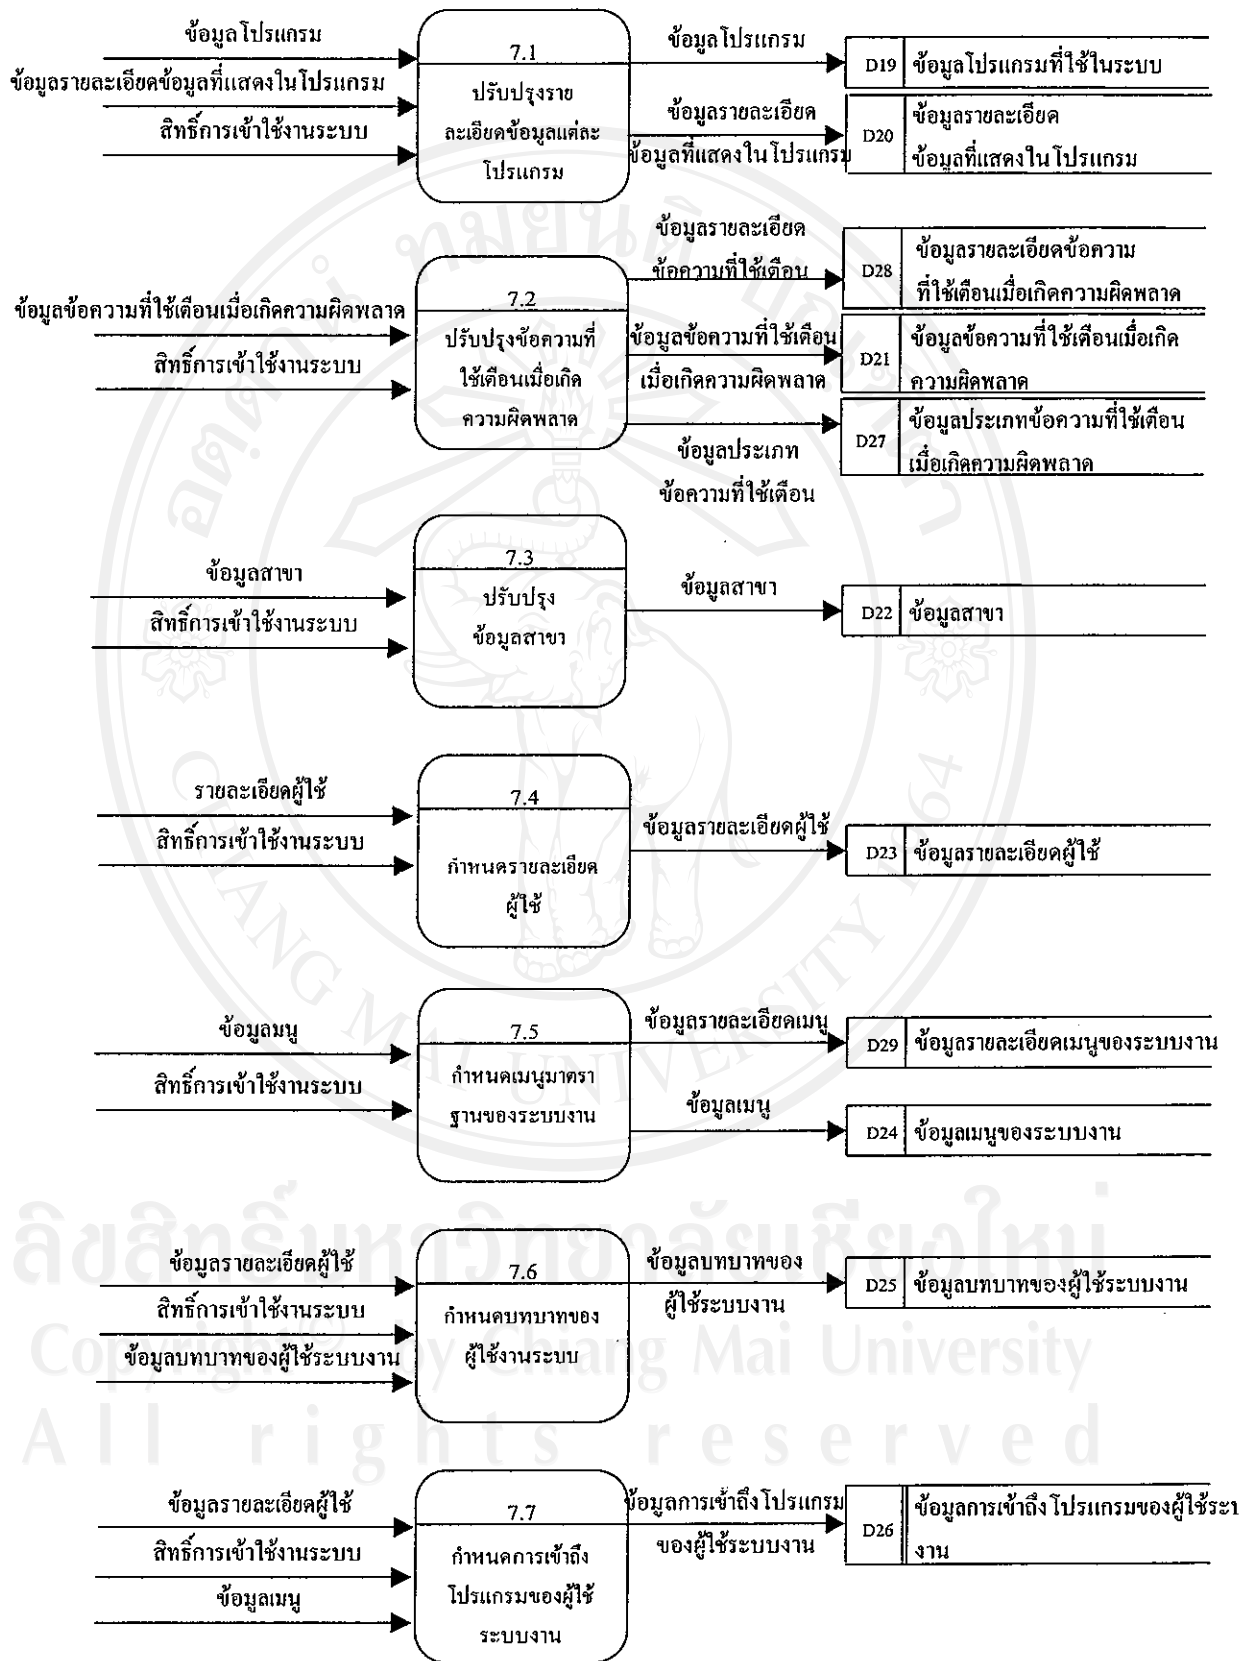 ข้อมูลโปรแกรม
ข้อมูลรายละเอียดข้อมูลที่แสดงในโปรแกรม
สิทธิ์การเข้าใช้งานระบบ
7.1
ปรับปรุงราย
ละเอียดข้อมูลแต่ละ
โปรแกรม
ข้อมูลโปรแกรม
ข้อมูลรายละเอียด
ข้อมูลที่แสดงในโปรแกรม
D19 ข้อมูลโปรแกรมที่ใช้ในระบบ
D20
ข้อมูลรายละเอียด
ข้อมูลที่แสดงในโปรแกรม
ข้อมูลข้อความที่ใช้เตือนเมื่อเกิดความผิดพลาด
สิทธิ์การเข้าใช้งานระบบ
7.2
ปรับปรุงข้อความที่
ใช้เตือนเมื่อเกิด
ความผิดพลาด
ข้อมูลรายละเอียด
ข้อความที่ใช้เตือน
ข้อมูลข้อความที่ใช้เตือน
เมื่อเกิดความผิดพลาด
ข้อมูลประเภท
ข้อความที่ใช้เตือน
D28
ข้อมูลรายละเอียดข้อความ
ที่ใช้เตือนเมื่อเกิดความผิดพลาด
D21
ข้อมูลข้อความที่ใช้เตือนเมื่อเกิด
ความผิดพลาด
D27
ข้อมูลประเภทข้อความที่ใช้เตือน
เมื่อเกิดความผิดพลาด
ข้อมูลสาขา
สิทธิ์การเข้าใช้งานระบบ
7.3
ปรับปรุง
ข้อมูลสาขา
ข้อมูลสาขา
D22 ข้อมูลสาขา
รายละเอียดผู้ใช้
สิทธิ์การเข้าใช้งานระบบ
7.4
กำหนดรายละเอียด
ผู้ใช้
ข้อมูลรายละเอียดผู้ใช้
D23 ข้อมูลรายละเอียดผู้ใช้
ข้อมูลมนู
สิทธิ์การเข้าใช้งานระบบ
7.5
กำหนดเมนูมาตรา
ฐานของระบบงาน
ข้อมูลรายละเอียดเมนู
ข้อมูลเมนู
D29 ข้อมูลรายละเอียดเมนูของระบบงาน
D24 ข้อมูลเมนูของระบบงาน
ข้อมูลรายละเอียดผู้ใช้
สิทธิ์การเข้าใช้งานระบบ
ข้อมูลบทบาทของผู้ใช้ระบบงาน
7.6
กำหนดบทบาทของ
ผู้ใช้งานระบบ
ข้อมูลบทบาทของ
ผู้ใช้ระบบงาน
D25 ข้อมูลบทบาทของผู้ใช้ระบบงาน
ข้อมูลรายละเอียดผู้ใช้
สิทธิ์การเข้าใช้งานระบบ
ข้อมูลเมนู
7.7
กำหนดการเข้าถึง
โปรแกรมของผู้ใช้
ระบบงาน
ข้อมูลการเข้าถึงโปรแกรม
ของผู้ใช้ระบบงาน
D26
ข้อมูลการเข้าถึงโปรแกรมของผู้ใช้ระบ
งาน
CHIANG MAI UNIVERSITY 1964
ลิขสิทธิ์มหาวิทยาลัยเชียงใหม่
Copyright© by Chiang Mai University
All rights reserved